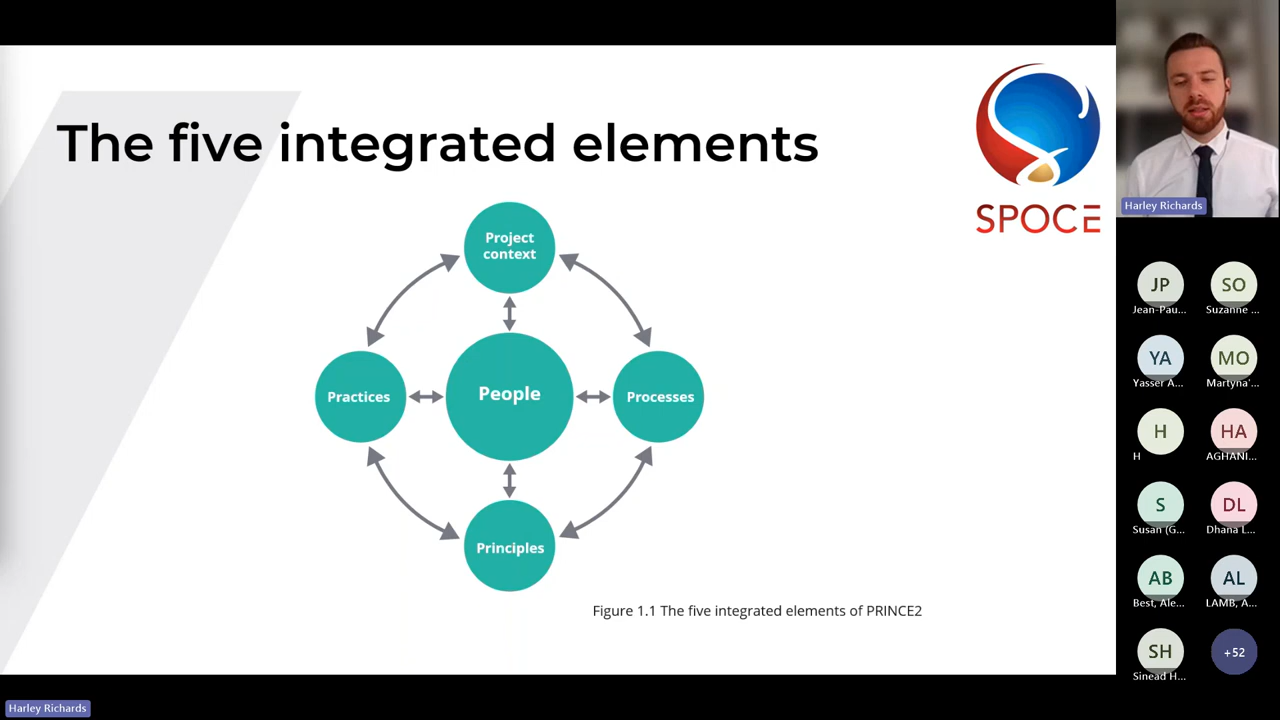 The five integrated elements
SPOCE
Project
context
Practices
People
Processes
Principles
Figure 1.1 The five integrated elements of PRINCE2
Harley Richards
JP
SO
Jean-Pau...
Suzanne ...
YA
MO
Yasser A...
Martyna'...
H
HA
H
AGHANI...
S
DL
Susan (G...
Dhana L...
AB
AL
Best, Ale...
LAMB, A...
SH
+52
Sinead H...
Harley Richards